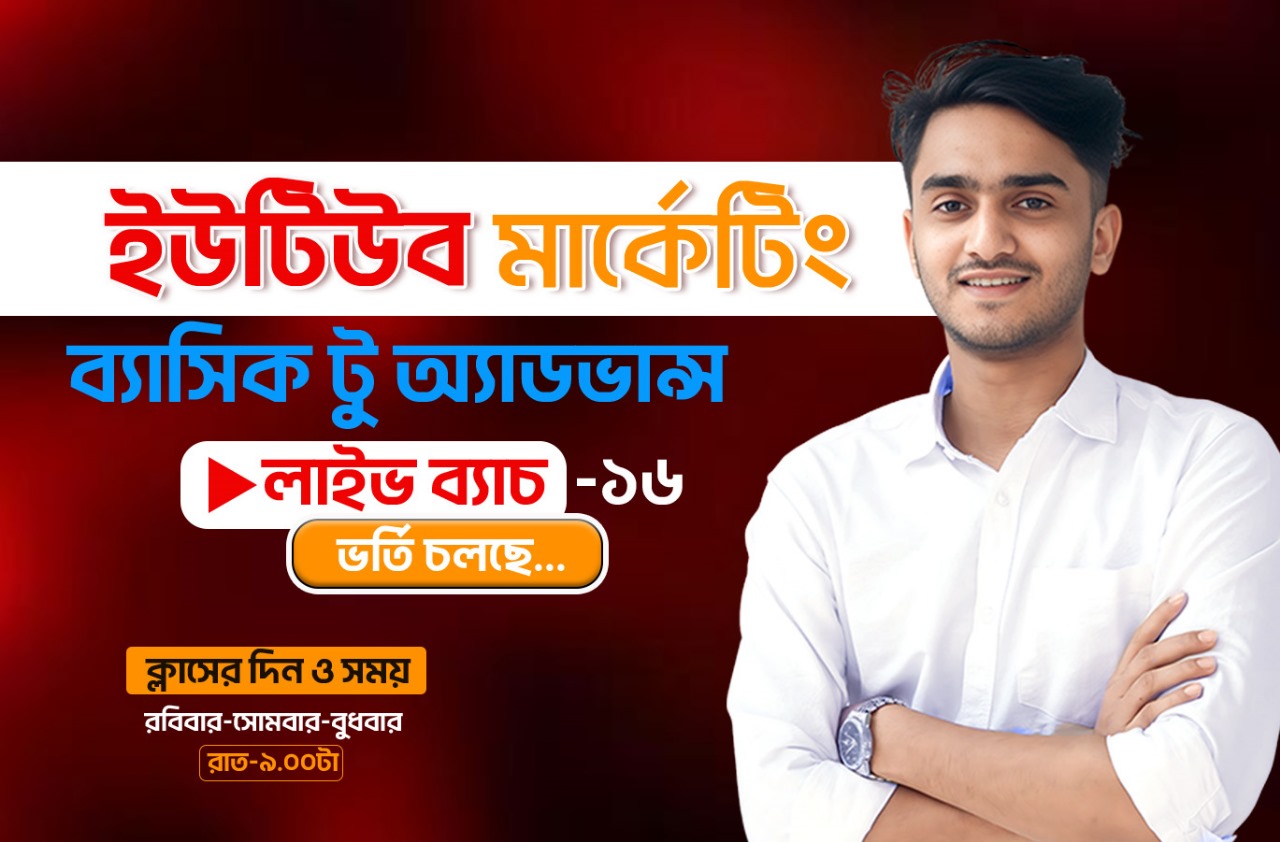 ইউটিউব মার্কেটিং
ব্যাসিক টু অ্যাডভান্স
লাইভ ব্যাচ -১৬
ভর্তি চলছে...
ক্লাসের দিন ও সময়
রবিবার-সোমবার-বুধবার
রাত-৯.০০টা